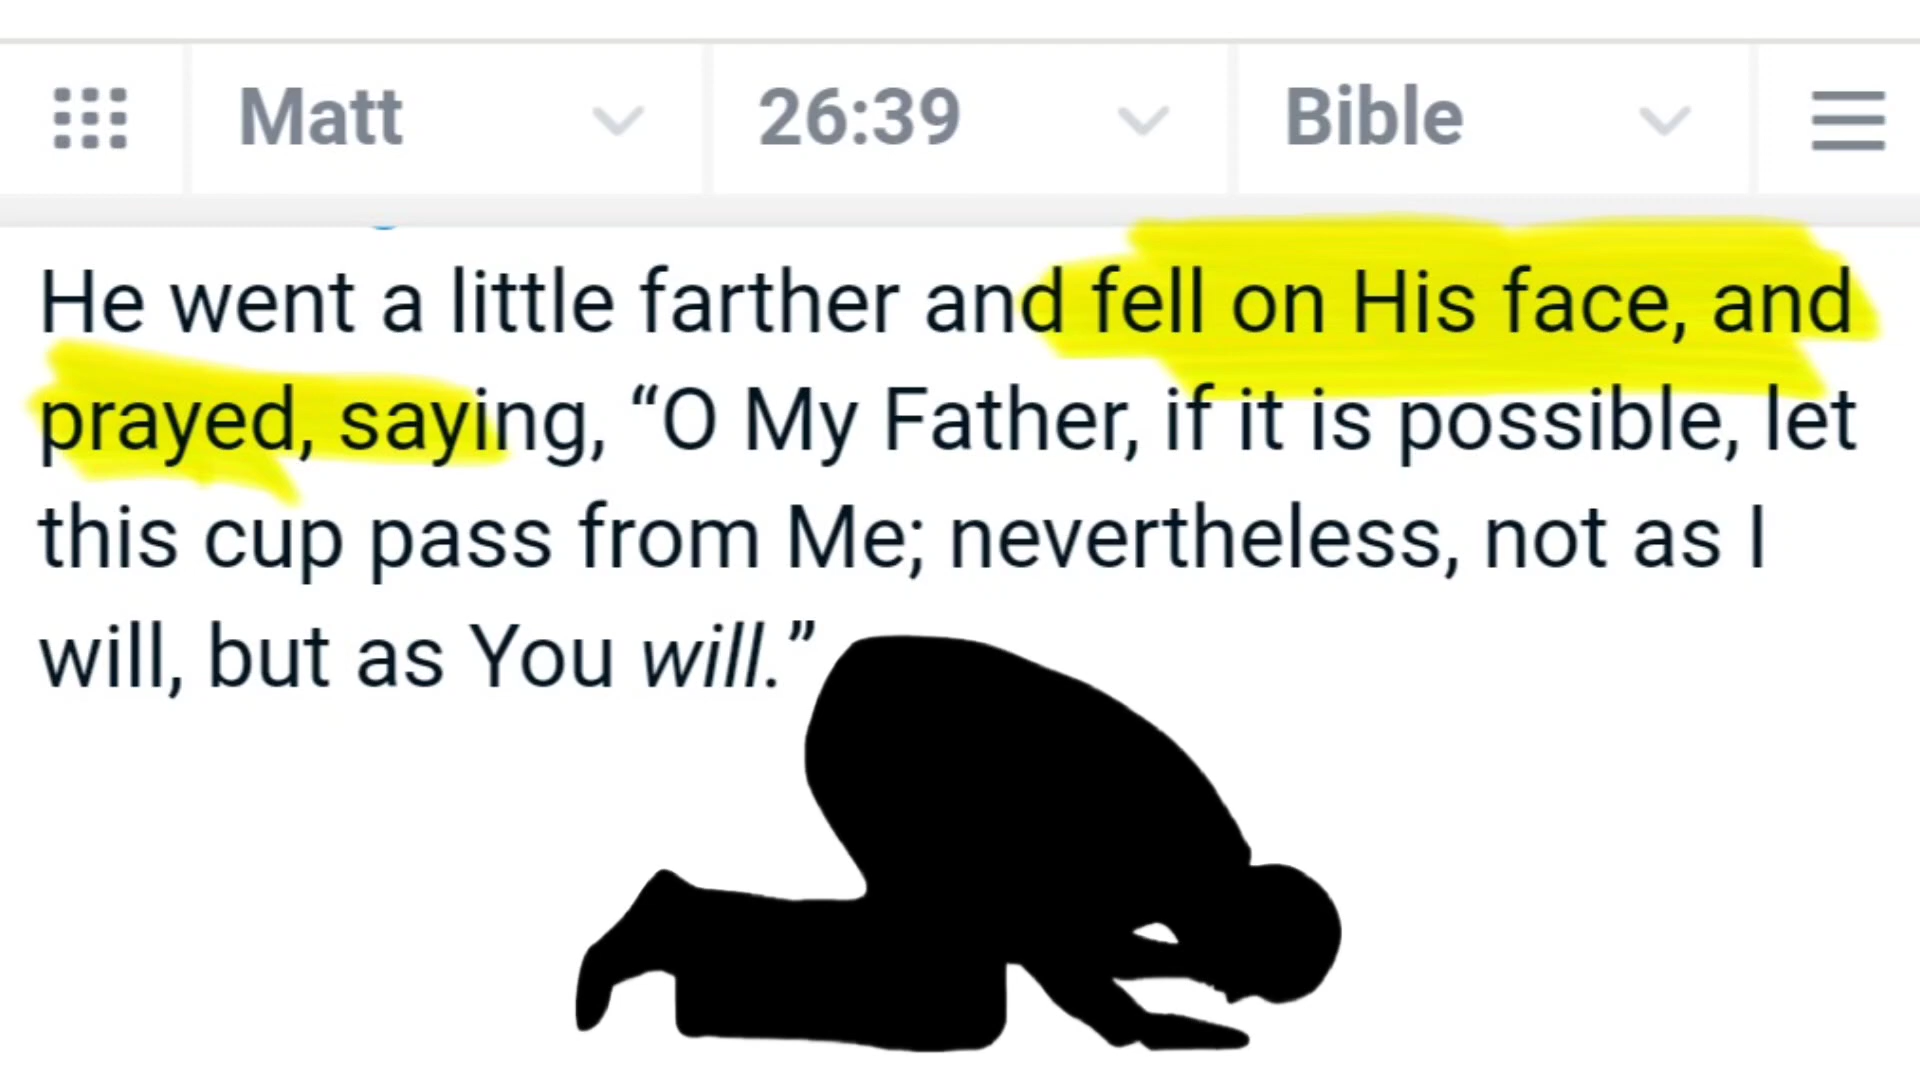 Matt 26:39 Bible
He went a little farther and fell on His face, and
prayed, saying, “O My Father, if it is possible, let
this cup pass from Me; nevertheless, not as I
will, but as You will.”